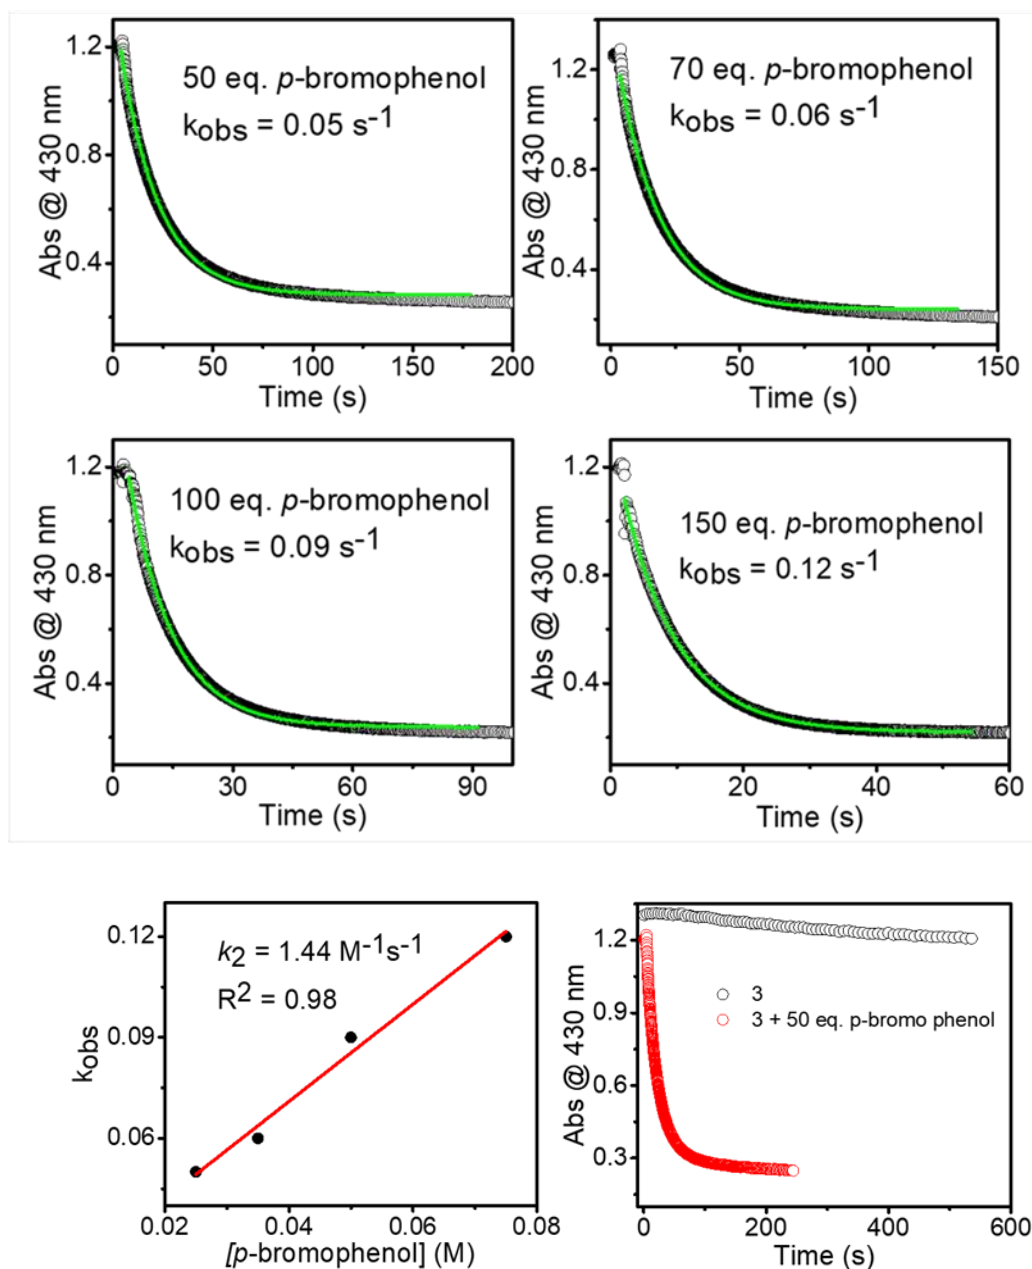 50 eq. p-bromophenol
kobs = 0.05 s-1
Abs @ 430 nm
1.2
0.8
0.4
0 50 100 150 200
Time (s)
70 eq. p-bromophenol
kobs = 0.06 s-1
Abs @ 430 nm
1.2
0.8
0.4
0 50 100 150
Time (s)
100 eq. p-bromophenol
kobs = 0.09 s-1
Abs @ 430 nm
1.2
0.8
0.4
0 30 60 90
Time (s)
150 eq. p-bromophenol
kobs = 0.12 s-1
Abs @ 430 nm
1.2
0.8
0.4
0 20 40 60
Time (s)
k2 = 1.44 M-1s-1
R2 = 0.98
kobs
0.12
0.09
0.06
0.02 0.04 0.06 0.08
[p-bromophenol] (M)
3
3 + 50 eq. p-bromo phenol
Abs @ 430 nm
1.2
0.9
0.6
0.3
0 200 400 600
Time (s)